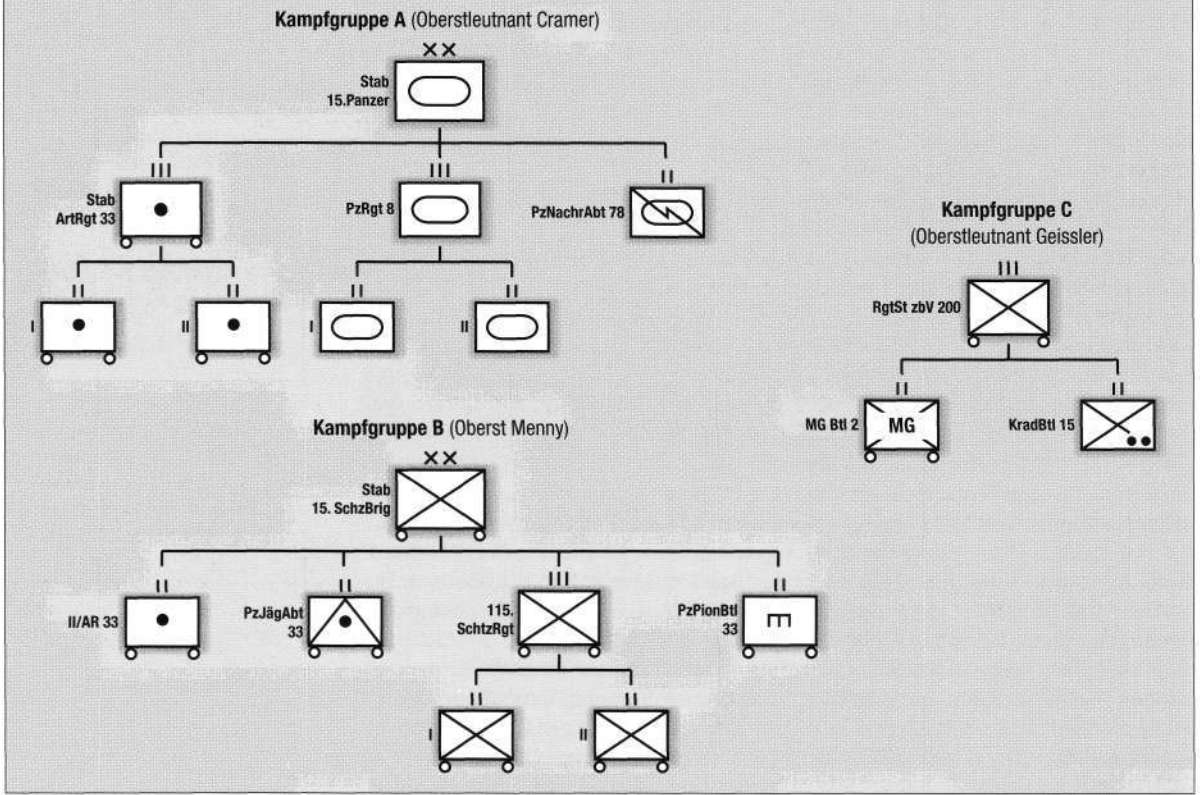 Kampfgruppe A (Oberstleutnant Cramer)
XX
Stab
15.Panzer
III
Stab
ArtRgt 33
III
PzRgt 8
II
PzNachrAbt 78
II
I
II
II
II
I
II
II
Kampfgruppe C
(Oberstleutnant Geissler)
III
RgtSt zbV 200
II
MG Btl 2
MG
II
KradBtl 15
Kampfgruppe B (Oberst Menny)
XX
Stab
15. SchzBrig
II
II/AR 33
II
PzJägAbt
33
III
115.
SchtzRgt
II
PzPionBtl
33
II
I
II
II